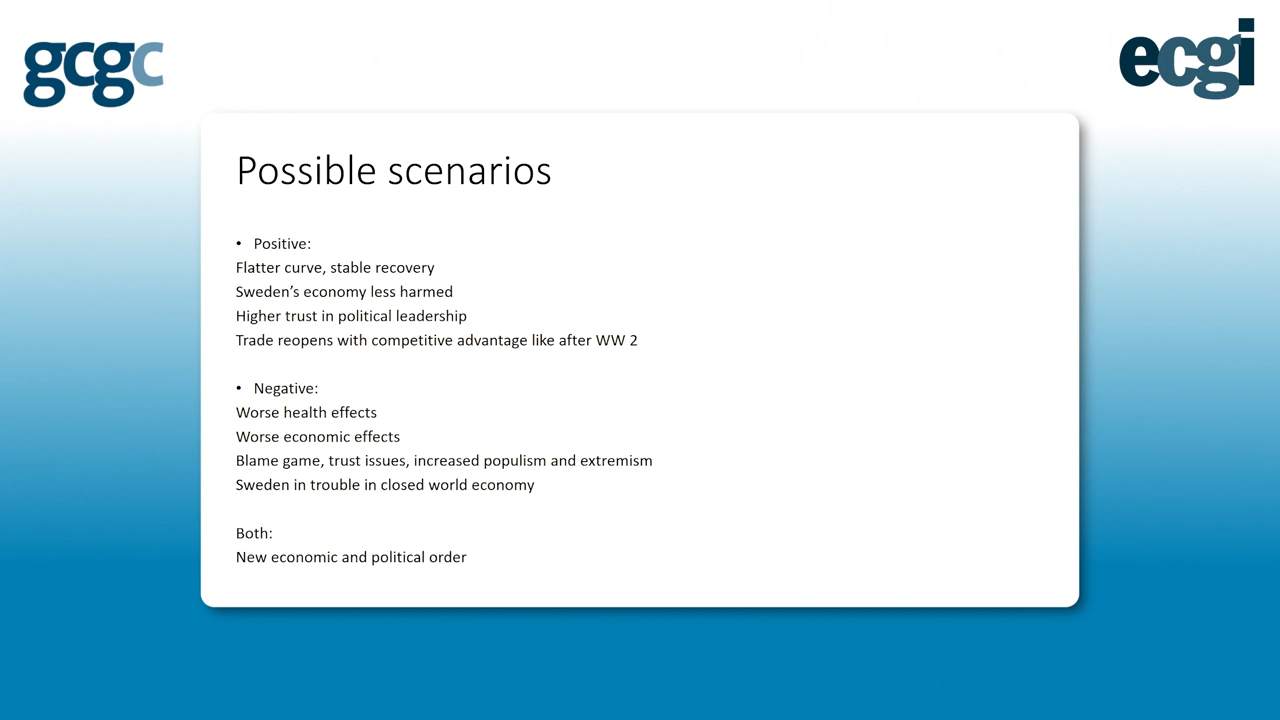 gcgc
ecgi
Possible scenarios
• Positive:
Flatter curve, stable recovery
Sweden’s economy less harmed
Higher trust in political leadership
Trade reopens with competitive advantage like after WW 2
• Negative:
Worse health effects
Worse economic effects
Blame game, trust issues, increased populism and extremism
Sweden in trouble in closed world economy
Both:
New economic and political order